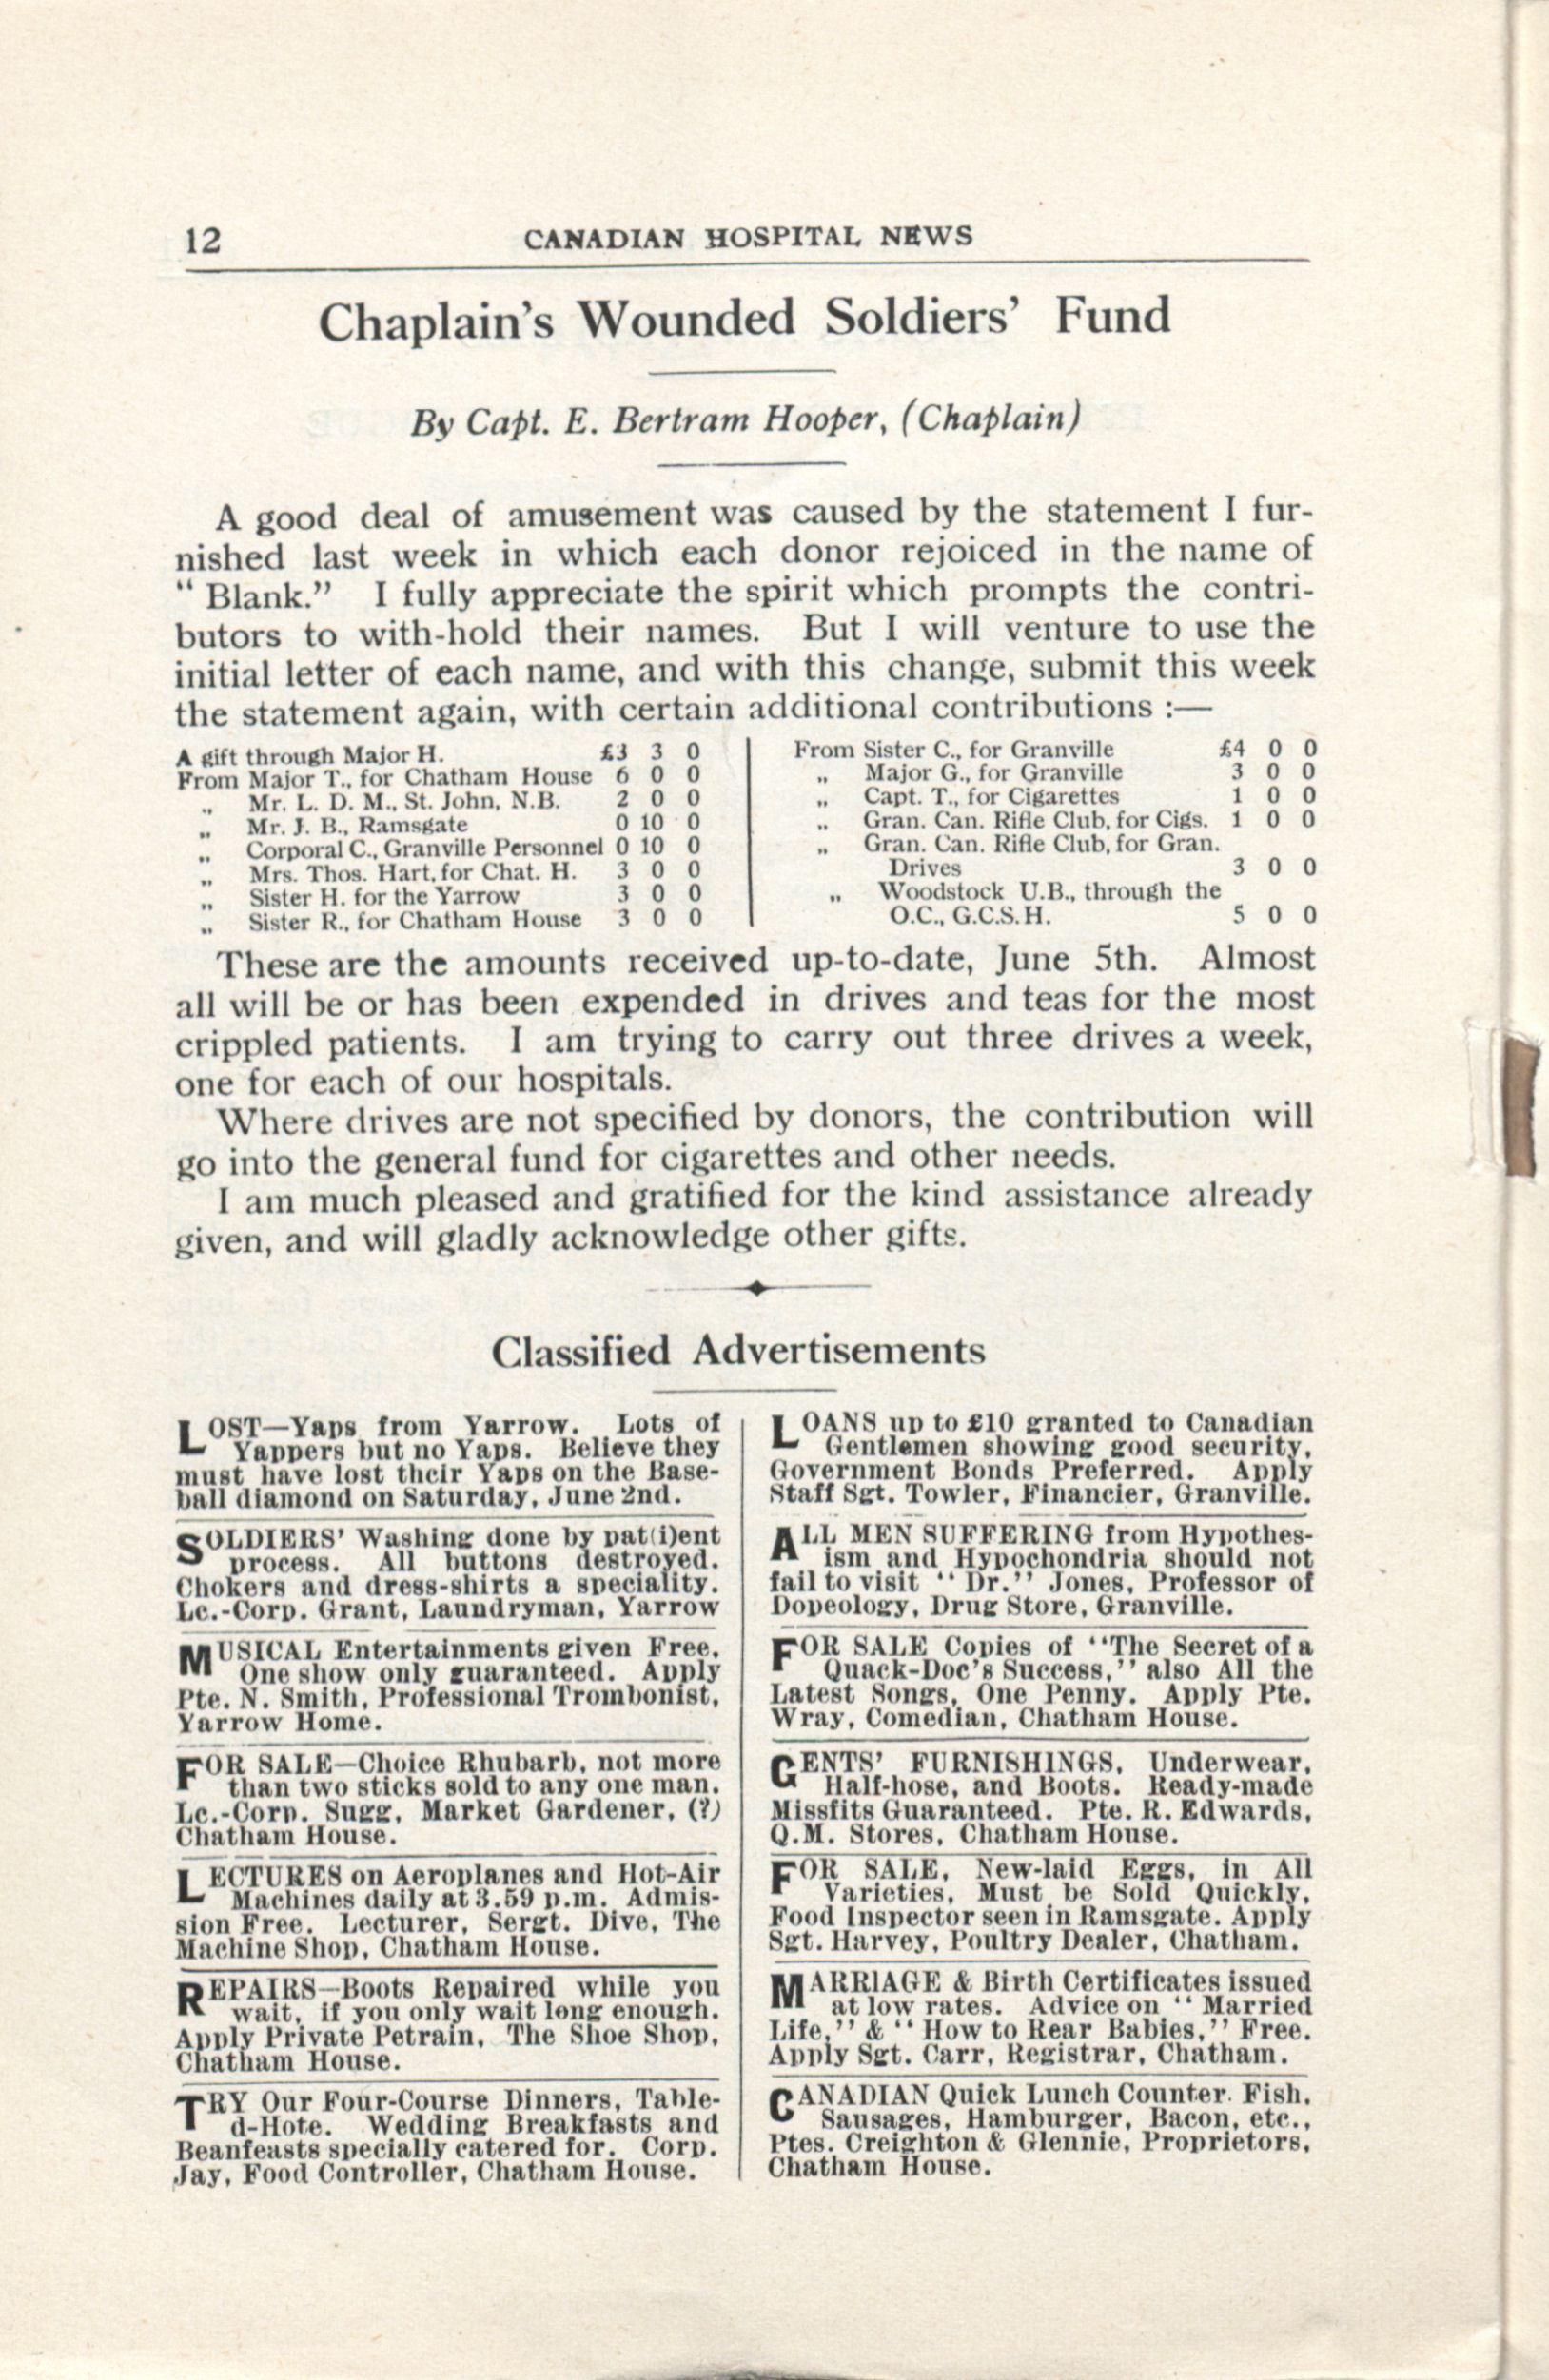 12
CANADIAN HOSPITAL NEWS
Chaplain's Wounded Soldiers' Fund
By Capt. E. Bertram Hooper, (Chaplain)
A good deal of amusement was caused by the statement I fur-
nished last week in which each donor rejoiced in the name of
“ Blank.” I fully appreciate the spirit which prompts the contri-
butors to with-hold their names. But I will venture to use the
initial letter of each name, and with this change, submit this week
the statement again, with certain additional contributions :—
A gift through Major H. £3 3 0
From Major T., for Chatham House 6 0 0
„ Mr. L. D. M., St. John, N.B. 2 0 0
„ Mr. J. B., Ramsgate 0 10 0
„ Corporal C., Granville Personnel 0 10 0
„ Mrs. Thos. Hart, for Chat. H. 3 0 0
„ Sister H. for the Yarrow 3 0 0
„ Sister R., for Chatham House 3 0 0
From Sister C., for Granville £4 0 0
„ Major G., for Granville 3 0 0
„ Capt. T., for Cigarettes 1 0 0
„ Gran. Can. Rifle Club, for Cigs. 1 0 0
„ Gran. Can. Rifle Club, for Gran.
Drives 3 0 0
„ Woodstock U.B., through the
O.C., G.C.S.H. 5 0 0
These are the amounts received up-to-date, June 5th. Almost
all will be or has been expended in drives and teas for the most
crippled patients. I am trying to carry out three drives a week,
one for each of our hospitals.
Where drives are not specified by donors, the contribution will
go into the general fund for cigarettes and other needs.
I am much pleased and gratified for the kind assistance already
given, and will gladly acknowledge other gifts.
Classified Advertisements
LOST—Yaps from Yarrow. Lots of
Yappers but no Yaps. Believe they
must have lost their Yaps on the Base-
ball diamond on Saturday, June 2nd.
SOLDIERS' Washing done by pat(i)ent
process. All buttons destroyed.
Chokers and dress-shirts a speciality.
Lc.-Corp. Grant, Laundryman, Yarrow
MUSICAL Entertainments given Free.
One show only guaranteed. Apply
Pte. N. Smith, Professional Trombonist,
Yarrow Home.
FOR SALE—Choice Rhubarb, not more
than two sticks sold to any one man.
Lc.-Corp. Sugg, Market Gardener, (?)
Chatham House.
LECTURES on Aeroplanes and Hot-Air
Machines daily at 3.59 p.m. Admis-
sion Free. Lecturer, Sergt. Dive, The
Machine Shop, Chatham House.
REPAIRS—Boots Repaired while you
wait, if you only wait long enough.
Apply Private Petrain, The Shoe Shop,
Chatham House.
TRY Our Four-Course Dinners, Table-
d-Hote. Wedding Breakfasts and
Beanfeasts specially catered for. Corp.
Jay, Food Controller, Chatham House.
LOANS up to £10 granted to Canadian
Gentlemen showing good security,
Government Bonds Preferred. Apply
Staff Sgt. Towler, Financier, Granville.
ALL MEN SUFFERING from Hypothes-
ism and Hypochondria should not
fail to visit “ Dr.” Jones, Professor of
Dopeology, Drug Store, Granville.
FOR SALE Copies of “The Secret of a
Quack-Doc's Success,” also All the
Latest Songs, One Penny. Apply Pte.
Wray, Comedian, Chatham House.
GENTS' FURNISHINGS, Underwear,
Half-hose, and Boots. Ready-made
Missfits Guaranteed. Pte. R. Edwards,
Q.M. Stores, Chatham House.
FOR SALE, New-laid Eggs, in All
Varieties, Must be Sold Quickly,
Food Inspector seen in Ramsgate. Apply
Sgt. Harvey, Poultry Dealer, Chatham.
MARRIAGE & Birth Certificates issued
at low rates. Advice on “ Married
Life,” & “ How to Rear Babies,” Free.
Apply Sgt. Carr, Registrar, Chatham.
CANADIAN Quick Lunch Counter. Fish,
Sausages, Hamburger, Bacon, etc.,
Ptes. Creighton & Glennie, Proprietors,
Chatham House.